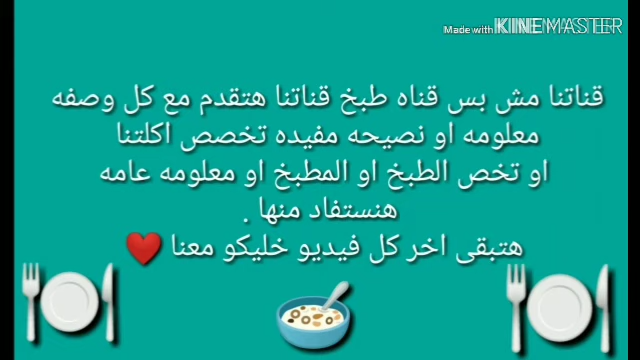 Made with KINEMASTER
قناتنا مش بس قناه طبخ قناتنا هتقدم مع كل وصفه
معلومه او نصيحه مفيده تخصص اكلتنا
او تخص الطبخ او المطبخ او معلومه عامه
هنستفاد منها .
هتبقى اخر كل فيديو خليكو معنا ❤️